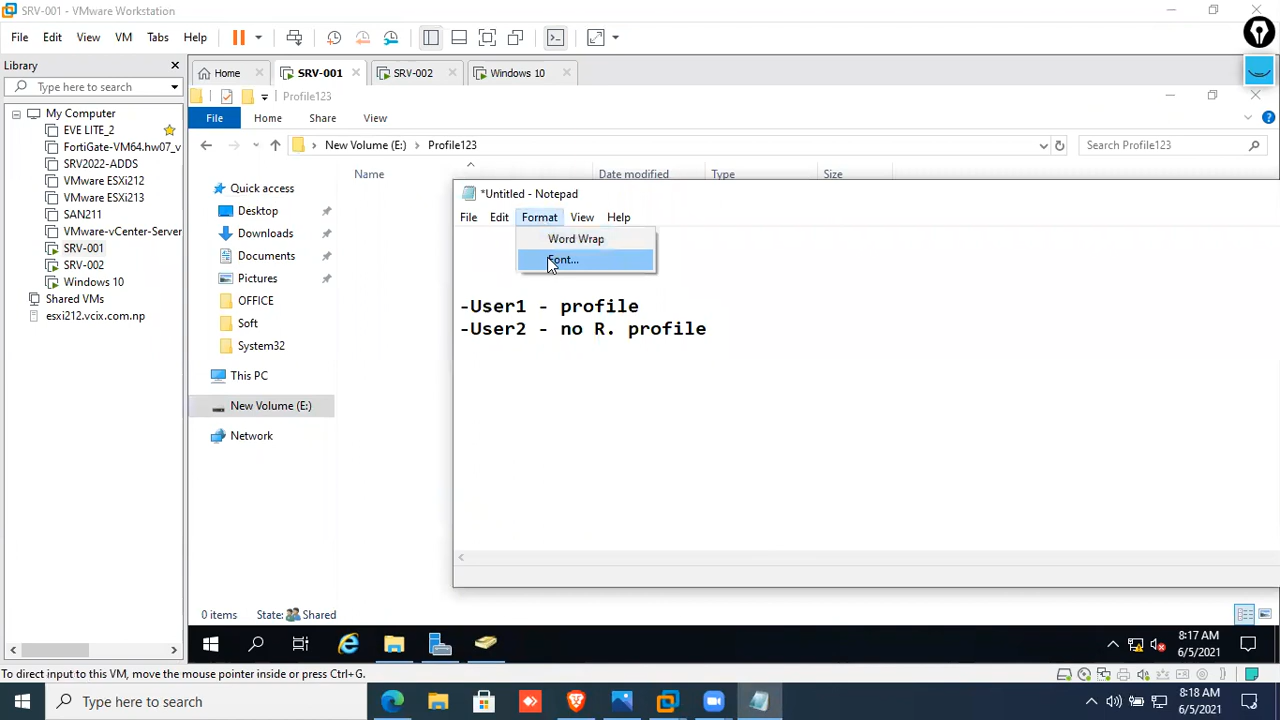 SRV-001 - VMware Workstation
File Edit View VM Tabs Help
Library
Type here to search
My Computer
EVE LITE_2
FortiGate-VM64.hw07_v
SRV2022-ADDS
VMware ESXi212
VMware ESXi213
SAN211
VMware-vCenter-Server
SRV-001
SRV-002
Windows 10
Shared VMs
esxi212.vcix.com.np
Home SRV-001 SRV-002 Windows 10
Profile123
File Home Share View
New Volume (E:) Profile123
Search Profile123
Name Date modified Type Size
Quick access
Desktop
Downloads
Documents
Pictures
OFFICE
Soft
System32
This PC
New Volume (E:)
Network
*Untitled - Notepad
File Edit Format View Help
Word Wrap
Font...
-User1 - profile
-User2 - no R. profile
0 items State: Shared
8:17 AM
6/5/2021
To direct input to this VM, move the mouse pointer inside or press Ctrl+G.
Type here to search
8:18 AM
6/5/2021